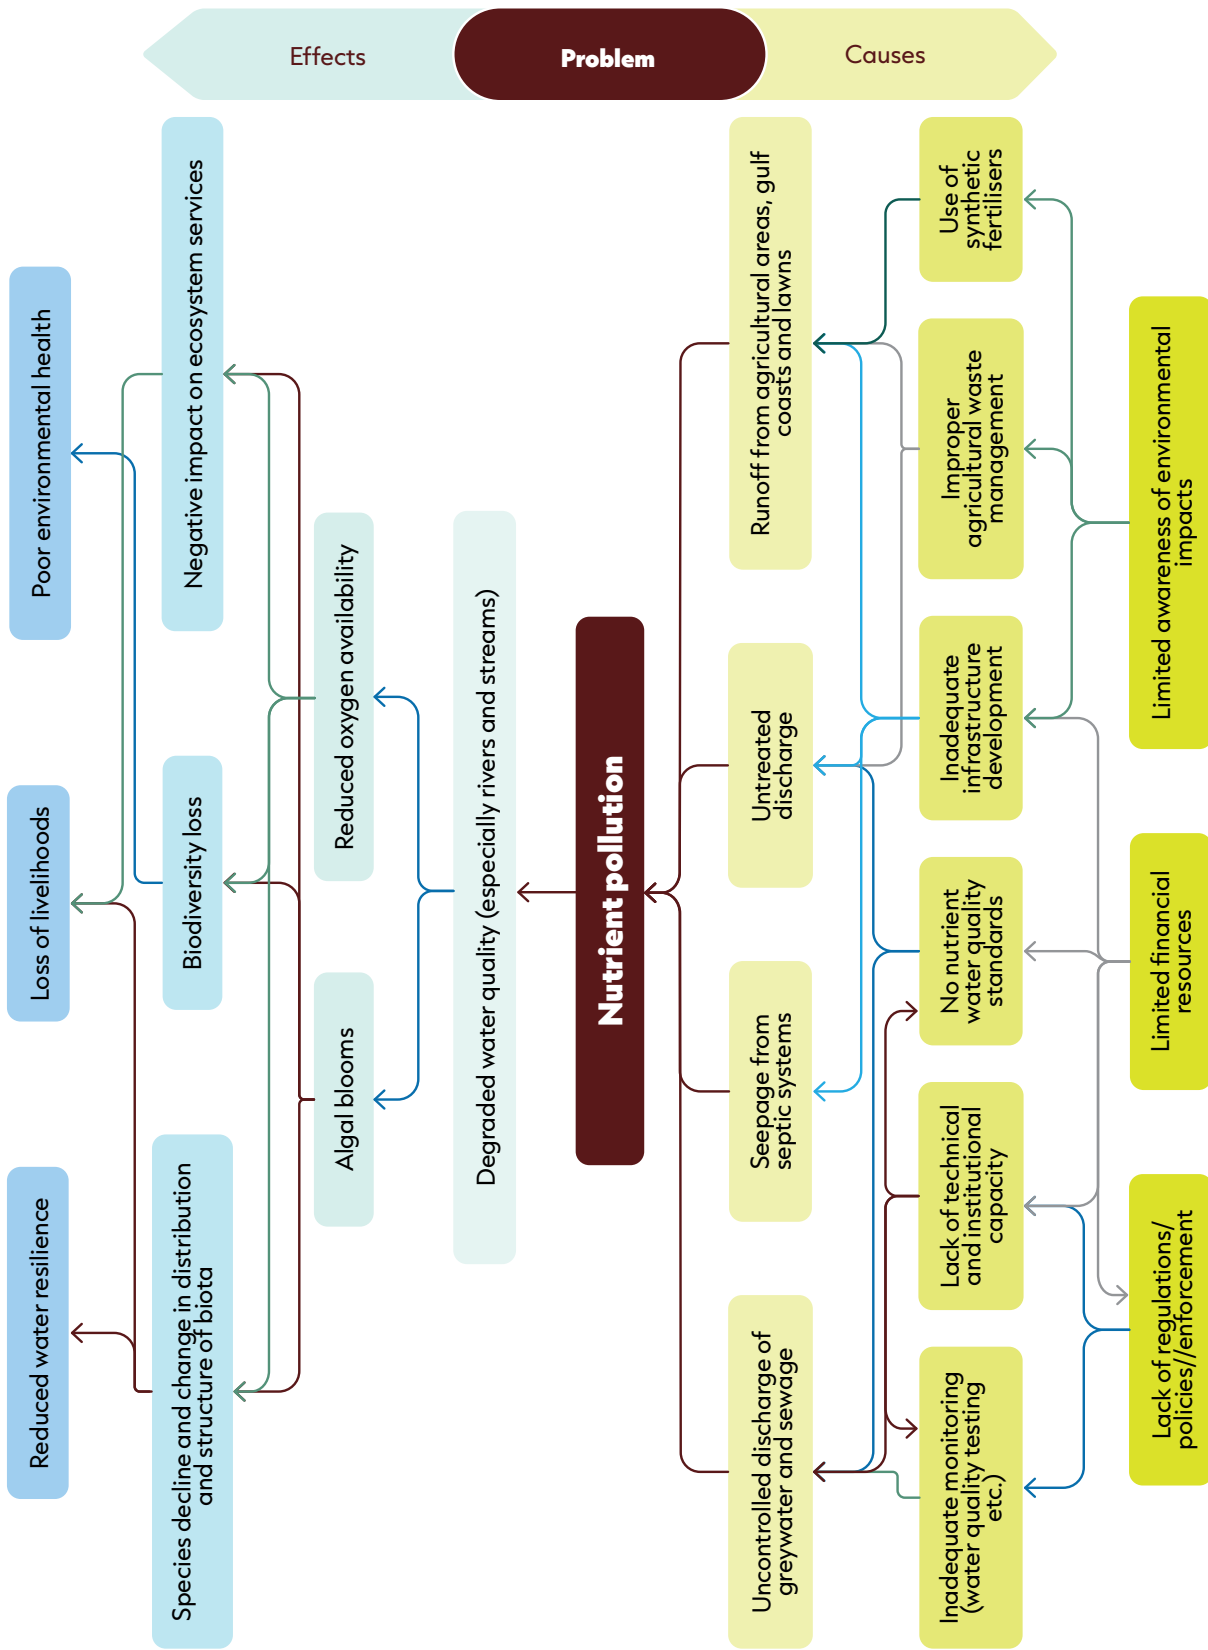 Effects
Problem
Causes
Reduced water resilience
Loss of livelihoods
Poor environmental health
Species decline and change in distribution
and structure of biota
Biodiversity loss
Negative impact on ecosystem services
Algal blooms
Reduced oxygen availability
Degraded water quality (especially rivers and streams)
Nutrient pollution
Uncontrolled discharge of
greywater and sewage
Seepage from
septic systems
Untreated
discharge
Runoff from agricultural areas, gulf
coasts and lawns
Inadequate monitoring
(water quality testing
etc.)
Lack of technical
and institutional
capacity
No nutrient
water quality
standards
Inadequate
infrastructure
development
Improper
agricultural waste
management
Use of
synthetic
fertilisers
Lack of regulations/
policies//enforcement
Limited financial
resources
Limited awareness of environmental
impacts